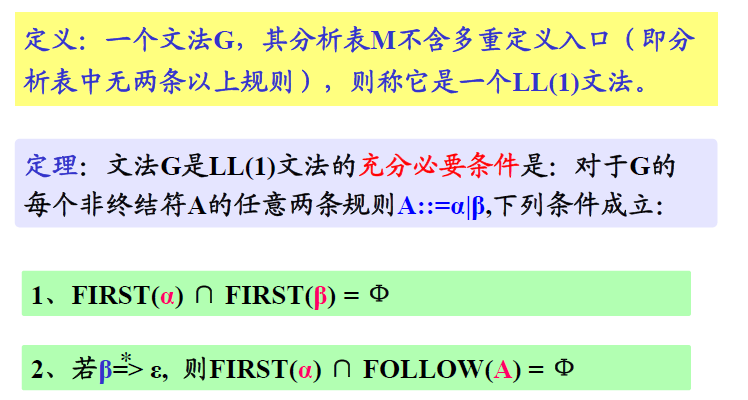 定义：一个文法G，其分析表M不含多重定义入口（即分
析表中无两条以上规则），则称它是一个LL(1)文法。
定理：文法G是LL(1)文法的充分必要条件是：对于G的
每个非终结符A的任意两条规则A::=α|β,下列条件成立：
1、FIRST(α) ∩ FIRST(β) = Φ
2、若β=*> ε, 则FIRST(α) ∩ FOLLOW(A) = Φ